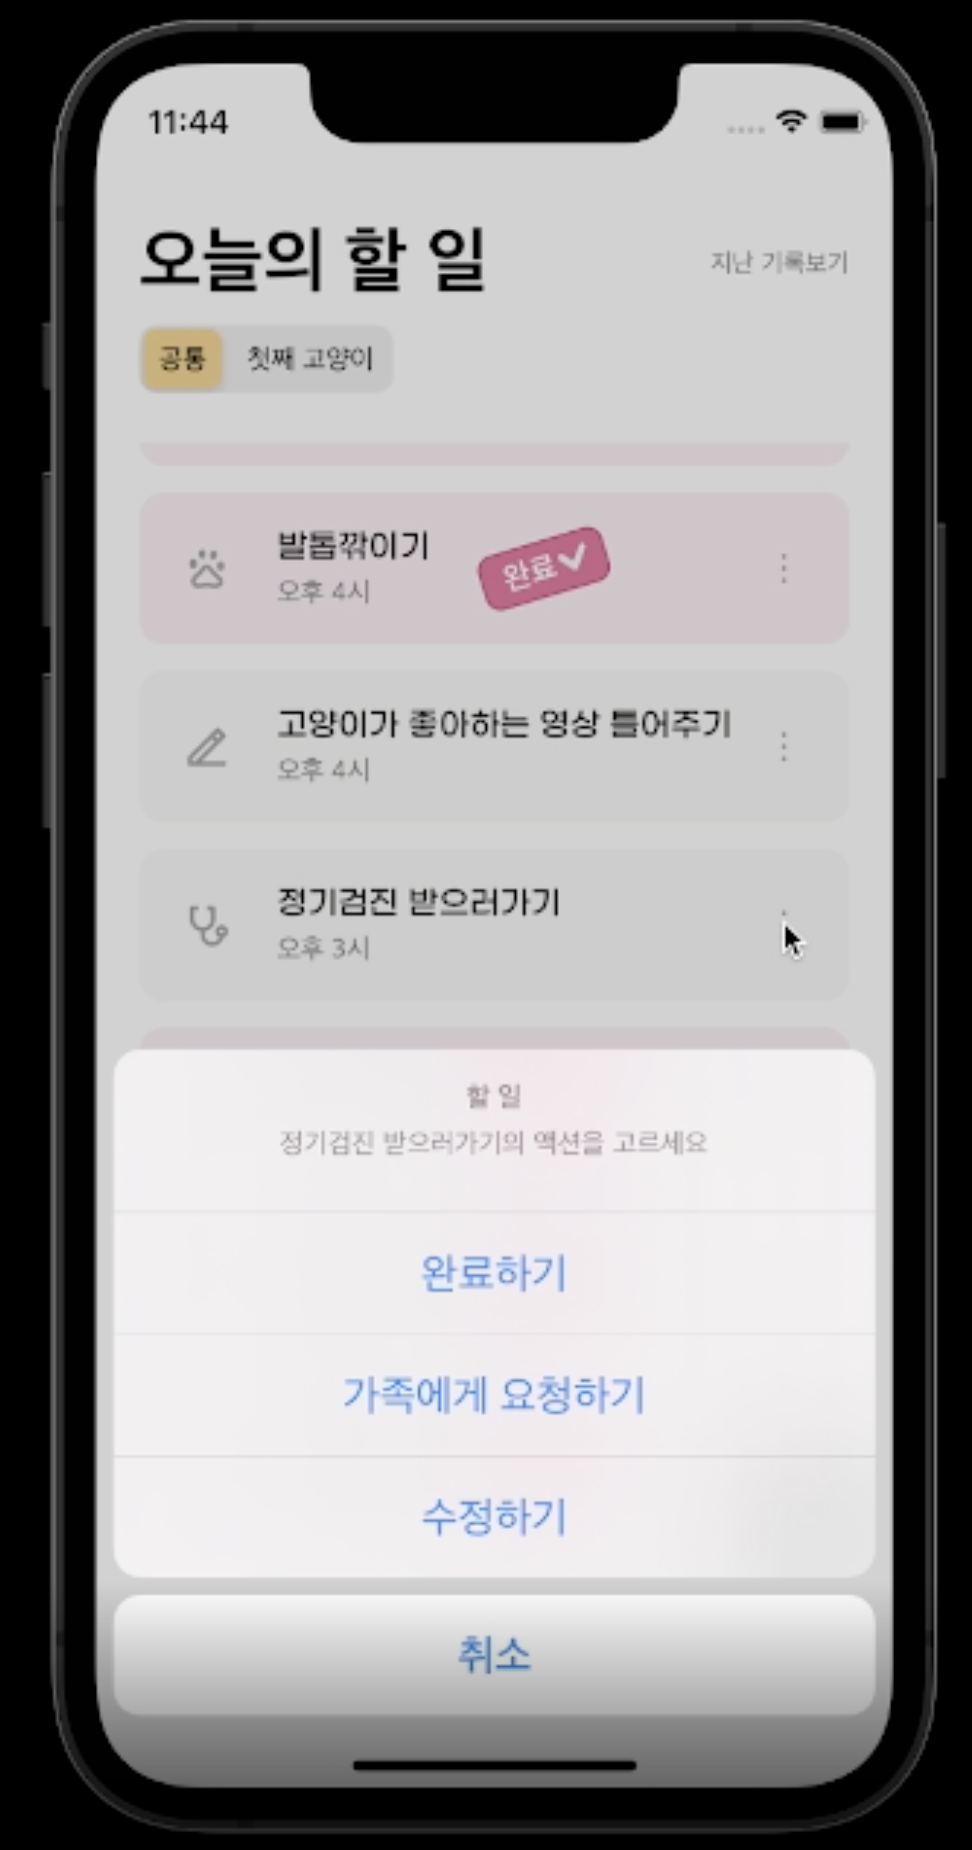 11:44
오늘의 할 일
지난 기록보기
공통
첫째 고양이
발톱깎이기
오후 4시
완료
고양이가 좋아하는 영상 틀어주기
오후 4시
정기검진 받으러가기
오후 3시
할 일
정기검진 받으러가기의 액션을 고르세요
완료하기
가족에게 요청하기
수정하기
취소